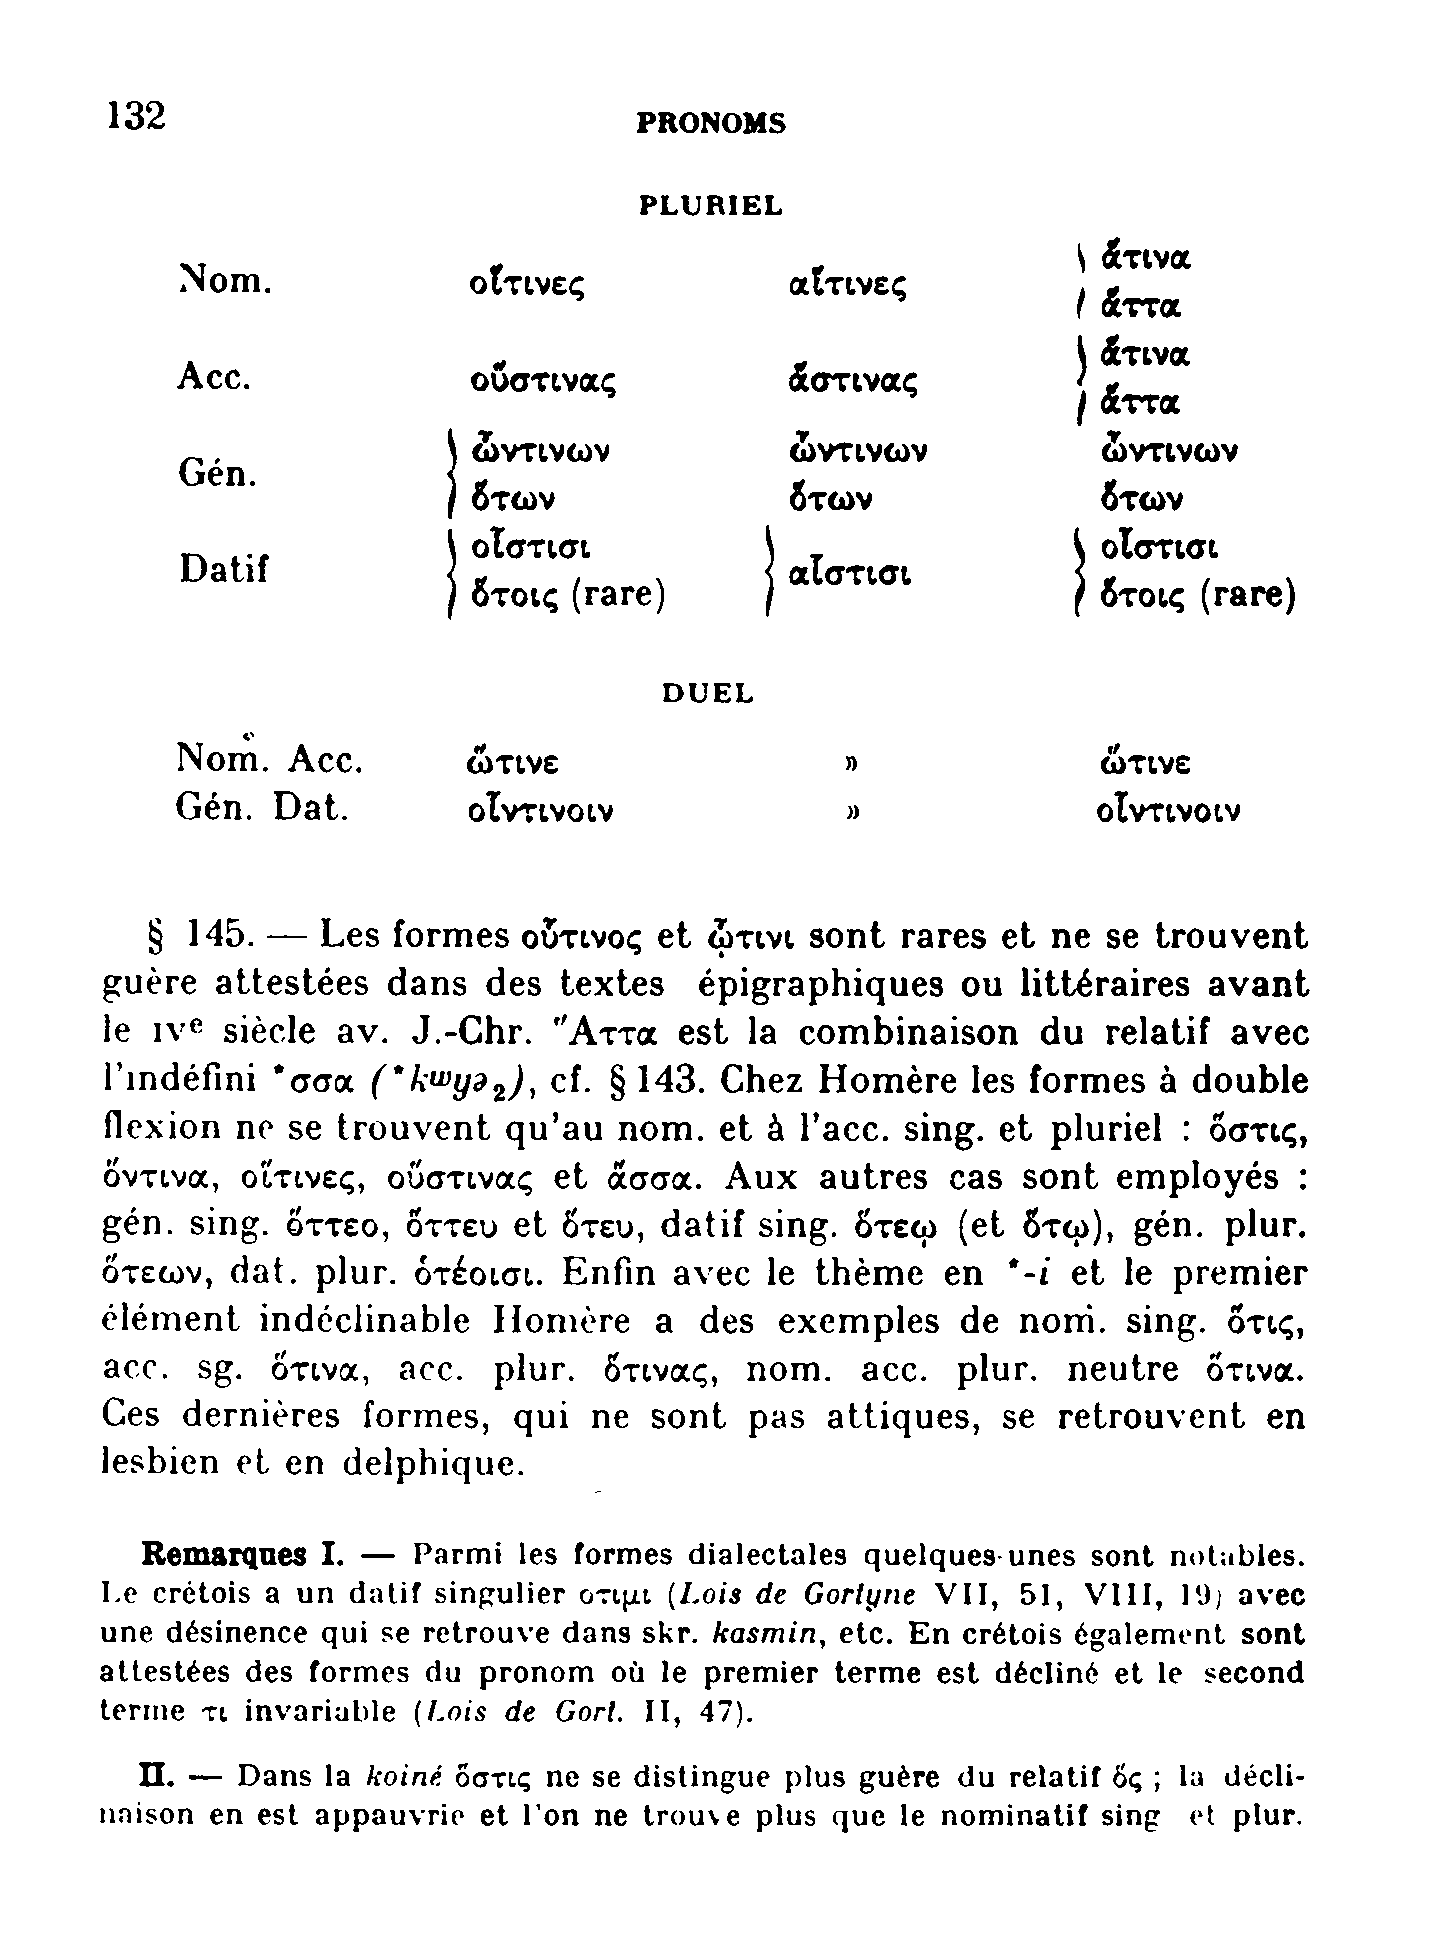 132
PRONOMS
PLURIEL
Nom. οἵτινες αἵτινες ἅτινα
ἅττα
Acc. οὕστινας ἅστινας ἅτινα
ἅττα
Gén. ὧντινων ὧντινων ὧντινων
ὅτων ὅτων ὅτων
Datif οἷστισι αἷστισι οἷστισι
ὅτοις (rare) ὅτοις (rare)
DUEL
Nom. Acc. ὥτινε » ὥτινε
Gén. Dat. οἷντινοιν » οἷντινοιν
§ 145. — Les formes οὗτινος et ᾧτινι sont rares et ne se trouvent
guère attestées dans des textes épigraphiques ou littéraires avant
le IVe siècle av. J.-Chr. Ἅττα est la combinaison du relatif avec
l'indéfini *σσα (*kʷyə₂), cf. § 143. Chez Homère les formes à double
flexion ne se trouvent qu'au nom. et à l'acc. sing. et pluriel : ὅστις,
ὅντινα, οἵτινες, οὕστινας et ἅσσα. Aux autres cas sont employés :
gén. sing. ὅττεο, ὅττευ et ὅτευ, datif sing. ὅτεῳ (et ὅτῳ), gén. plur.
ὅτεων, dat. plur. ὁτέοισι. Enfin avec le thème en *-i et le premier
élément indéclinable Homère a des exemples de nom. sing. ὅτις,
acc. sg. ὅτινα, acc. plur. ὅτινας, nom. acc. plur. neutre ὅτινα.
Ces dernières formes, qui ne sont pas attiques, se retrouvent en
lesbien et en delphique.
Remarques I. — Parmi les formes dialectales quelques-unes sont notables.
Le crétois a un datif singulier οτιμι (Lois de Gortyne VII, 51, VIII, 19) avec
une désinence qui se retrouve dans skr. kasmin, etc. En crétois également sont
attestées des formes du pronom où le premier terme est décliné et le second
terme τι invariable (Lois de Gort. II, 47).
II. — Dans la koiné ὅστις ne se distingue plus guère du relatif ὅς ; la décli-
naison en est appauvrie et l'on ne trouve plus que le nominatif sing et plur.